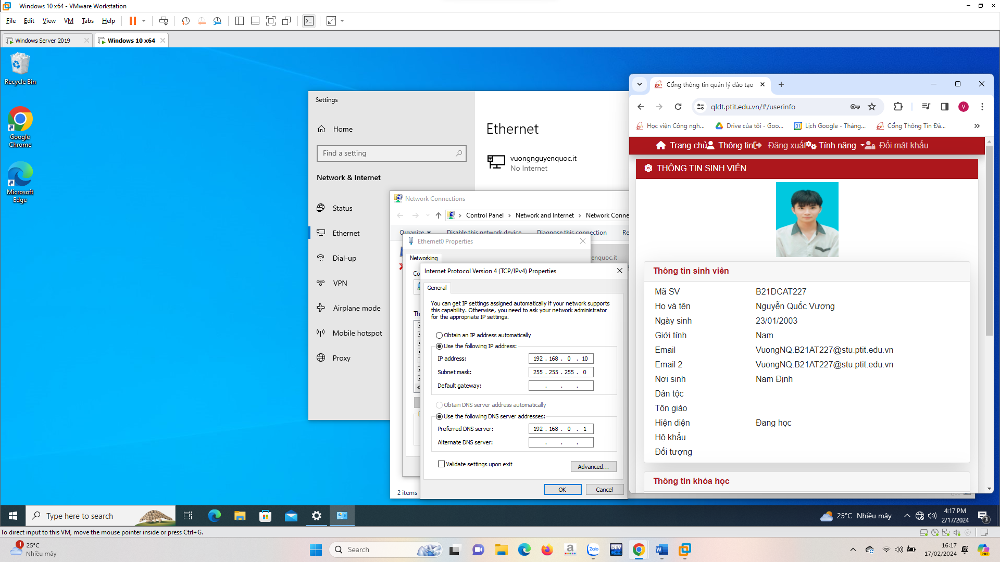 Windows 10 x64 - VMware Workstation
File Edit View VM Tabs Help
Windows Server 2019
Windows 10 x64
Recycle Bin
Google
Chrome
Microsoft
Edge
Settings
Home
Find a setting
Network & Internet
Status
Ethernet
Dial-up
VPN
Airplane mode
Mobile hotspot
Proxy
Ethernet
vuongnguyenquoc.it
No Internet
Network Connections
Control Panel > Network and Internet > Network Conne
Organize Disable this network device Diagnose this connection Re
enquoc.it
2 items
Ethernet0 Properties
Networking
Co
Th
Internet Protocol Version 4 (TCP/IPv4) Properties
General
You can get IP settings assigned automatically if your network supports
this capability. Otherwise, you need to ask your network administrator
for the appropriate IP settings.
Obtain an IP address automatically
Use the following IP address:
IP address: 192 . 168 . 0 . 10
Subnet mask: 255 . 255 . 255 . 0
Default gateway: . . .
Obtain DNS server address automatically
Use the following DNS server addresses:
Preferred DNS server: 192 . 168 . 0 . 1
Alternate DNS server: . . .
Validate settings upon exit
Advanced...
OK Cancel
Cổng thông tin quản lý đào tạo
qldt.ptit.edu.vn/#/userinfo
V
Học viện Công ngh... Drive của tôi - Goo... 31 Lịch Google - Tháng... Cổng Thông Tin Đà...
Trang chủ Thông tin Đăng xuất Tính năng Đổi mật khẩu
THÔNG TIN SINH VIÊN
Thông tin sinh viên
Mã SV B21DCAT227
Họ và tên Nguyễn Quốc Vượng
Ngày sinh 23/01/2003
Giới tính Nam
Email VuongNQ.B21AT227@stu.ptit.edu.vn
Email 2 VuongNQ.B21AT227@stu.ptit.edu.vn
Nơi sinh Nam Định
Dân tộc
Tôn giáo
Hiện diện Đang học
Hộ khẩu
Đối tượng
Thông tin khóa học
Type here to search
25°C Nhiều mây
4:17 PM
2/17/2024
3
To direct input to this VM, move the mouse pointer inside or press Ctrl+G.
1
25°C
Nhiều mây
Search
a
Zalo
DEV
W
16:17
17/02/2024
PRE